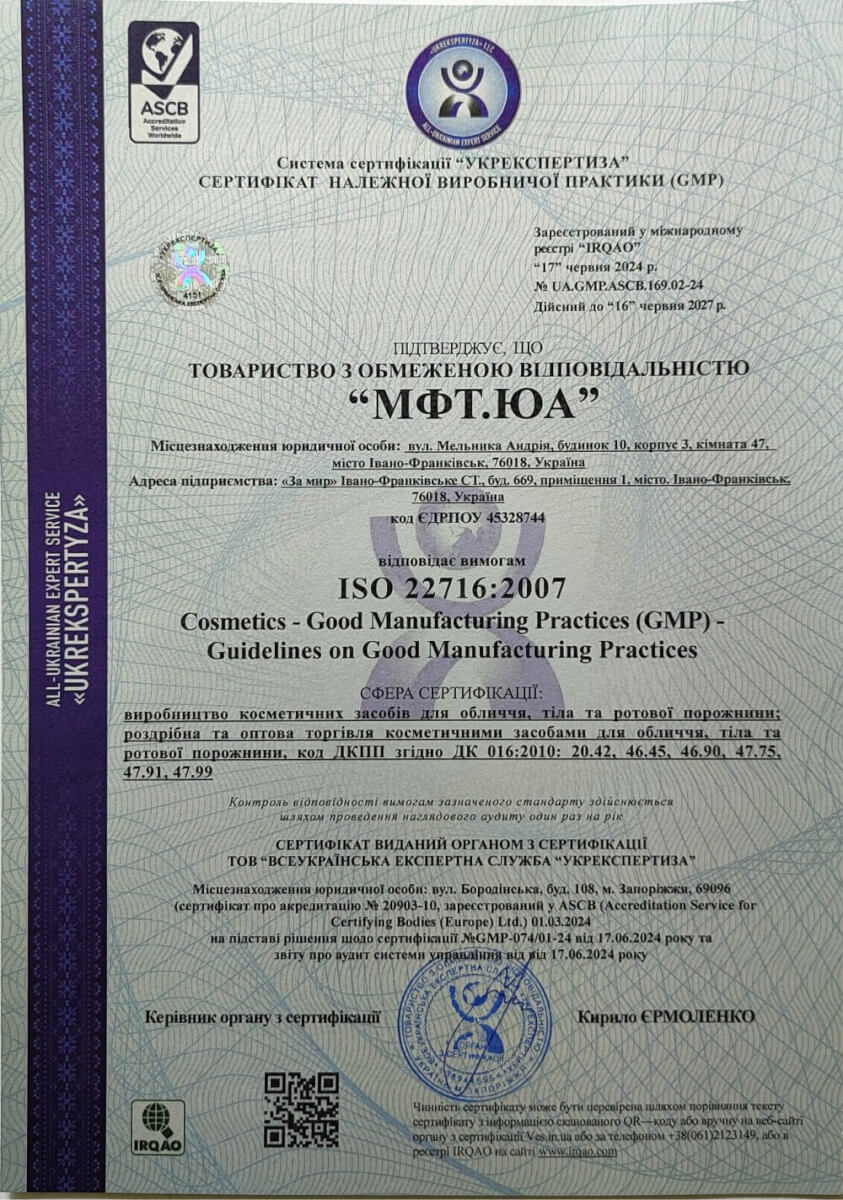 ASCB
Accreditation
Services
Worldwide
«UKREKSPERTYZA» LLC
ALL-UKRAINIAN EXPERT SERVICE
Система сертифікації “УКРЕКСПЕРТИЗА”
СЕРТИФІКАТ НАЛЕЖНОЇ ВИРОБНИЧОЇ ПРАКТИКИ (GMP)
Зареєстрований у міжнародному
реєстрі “IRQAO”
“17” червня 2024 р.
№ UA.GMP.ASCB.169.02-24
Дійсний до “16” червня 2027 р.
УКРЕКСПЕРТИЗА
4151
ПІДТВЕРДЖУЄ, ЩО
ТОВАРИСТВО З ОБМЕЖЕНОЮ ВІДПОВІДАЛЬНІСТЮ
“МФТ.ЮА”
Місцезнаходження юридичної особи: вул. Мельника Андрія, будинок 10, корпус 3, кімната 47,
місто Івано-Франківськ, 76018, Україна
Адреса підприємства: «За мир» Івано-Франківське СТ., буд. 669, приміщення 1, місто. Івано-Франківськ,
76018, Україна
код ЄДРПОУ 45328744
відповідає вимогам
ISO 22716:2007
Cosmetics - Good Manufacturing Practices (GMP) -
Guidelines on Good Manufacturing Practices
СФЕРА СЕРТИФІКАЦІЇ:
виробництво косметичних засобів для обличчя, тіла та ротової порожнини;
роздрібна та оптова торгівля косметичними засобами для обличчя, тіла та
ротової порожнини, код ДКПП згідно ДК 016:2010: 20.42, 46.45, 46.90, 47.75,
47.91, 47.99
Контроль відповідності вимогам зазначеного стандарту здійснюється
шляхом проведення наглядового аудиту один раз на рік
СЕРТИФІКАТ ВИДАНИЙ ОРГАНОМ З СЕРТИФІКАЦІЇ
ТОВ “ВСЕУКРАЇНСЬКА ЕКСПЕРТНА СЛУЖБА “УКРЕКСПЕРТИЗА”
Місцезнаходження юридичної особи: вул. Бородінська, буд. 108, м. Запоріжжя, 69096
(сертифікат про акредитацію № 20903-10, зареєстрований у ASCB (Accreditation Service for
Certifying Bodies (Europe) Ltd.) 01.03.2024
на підставі рішення щодо сертифікації №GMP-074/01-24 від 17.06.2024 року та
звіту про аудит системи управління від від 17.06.2024 року
Керівник органу з сертифікації
Кирило ЄРМОЛЕНКО
ОРГАН
З СЕРТИФІКАЦІЇ
IRQAO
Чинність сертифікату може бути перевірена шляхом порівняння тексту
сертифікату з інформацією сканованого QR—коду або вручну на веб-сайті
органу з сертифікації Ves.in.ua або за телефоном +38(061)2123149, або в
реєстрі IRQAO на сайті www.irqao.com
ALL-UKRAINIAN EXPERT SERVICE
«UKREKSPERTYZA»